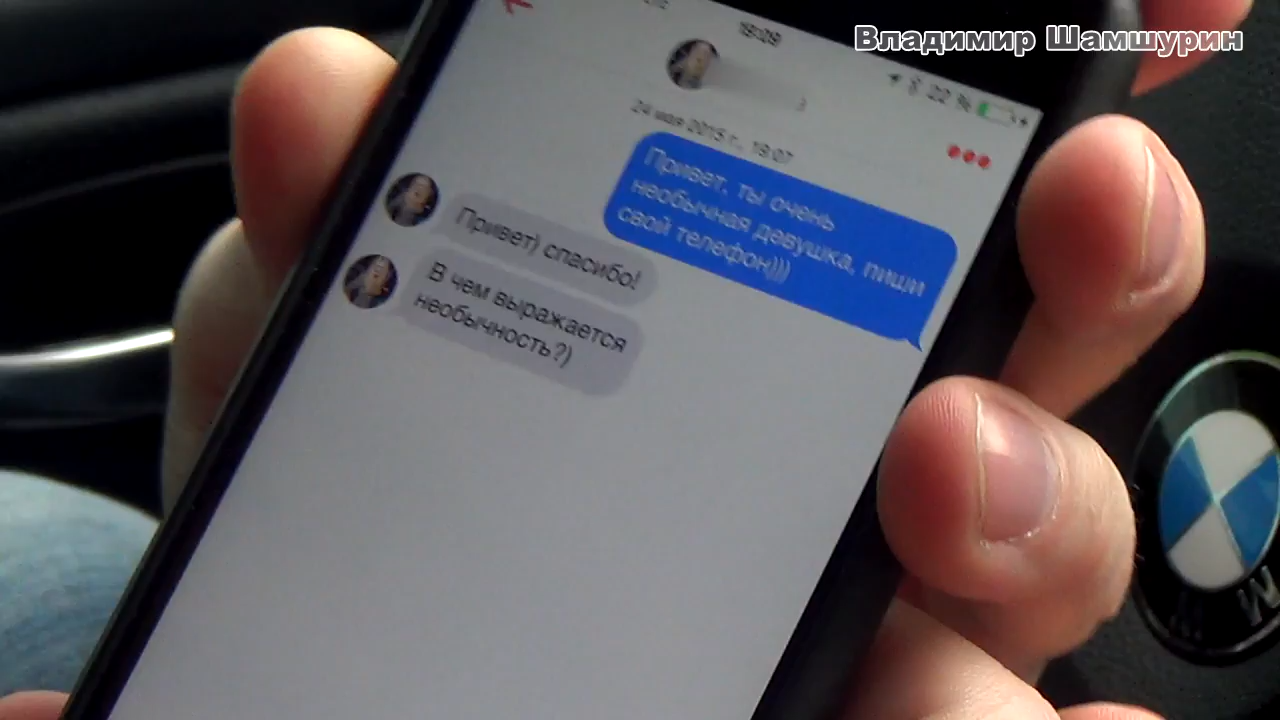 Владимир Шамшурин
19:09
22 %
24 мая 2015 г., 19:07
Привет, ты очень
необычная девушка, пиши
свой телефон)))
Привет) спасибо!
В чем выражается
необычность?)